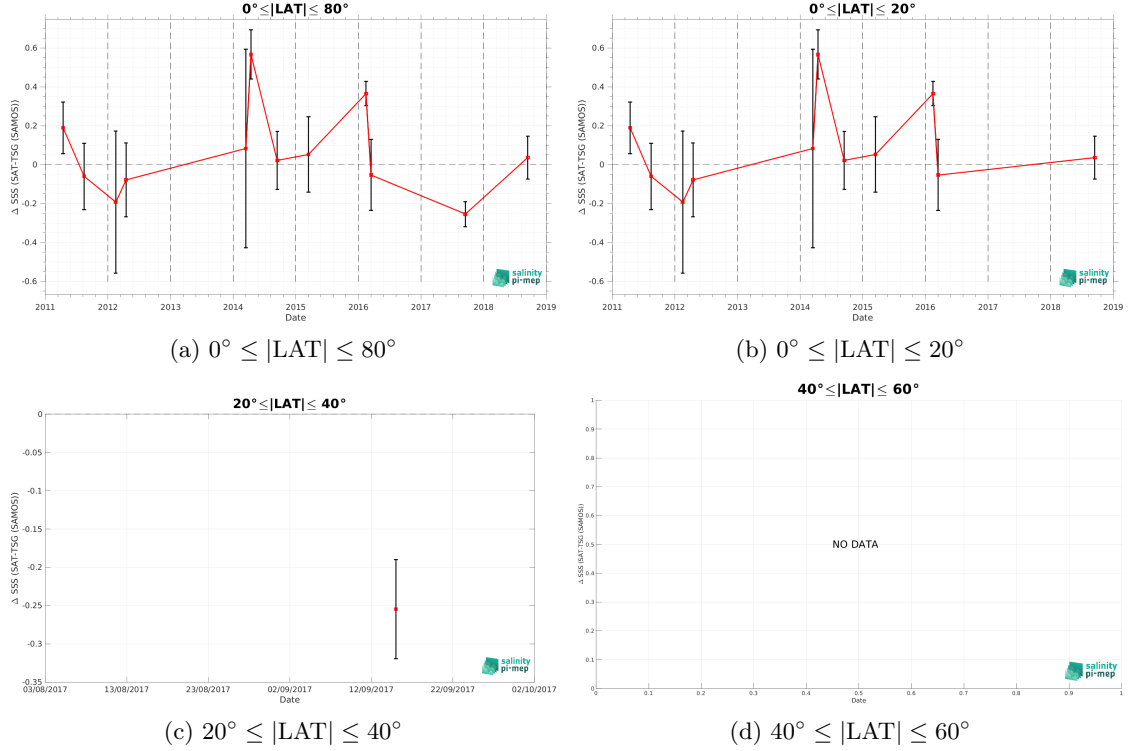 0°≤|LAT|≤ 80°
Δ SSS (SAT-TSG (SAMOS))
0.6
0.4
0.2
0
-0.2
-0.4
-0.6
2011 2012 2013 2014 2015 2016 2017 2018 2019
Date
salinity
pi-mep
(a) 0° ≤ |LAT| ≤ 80°
0°≤|LAT|≤ 20°
Δ SSS (SAT-TSG (SAMOS))
0.6
0.4
0.2
0
-0.2
-0.4
-0.6
2011 2012 2013 2014 2015 2016 2017 2018 2019
Date
salinity
pi-mep
(b) 0° ≤ |LAT| ≤ 20°
20°≤|LAT|≤ 40°
Δ SSS (SAT-TSG (SAMOS))
0
-0.05
-0.1
-0.15
-0.2
-0.25
-0.3
-0.35
03/08/2017 13/08/2017 23/08/2017 02/09/2017 12/09/2017 22/09/2017 02/10/2017
Date
salinity
pi-mep
(c) 20° ≤ |LAT| ≤ 40°
40°≤|LAT|≤ 60°
Δ SSS (SAT-TSG (SAMOS))
1
0.9
0.8
0.7
0.6
0.5
0.4
0.3
0.2
0.1
0
NO DATA
0 0.1 0.2 0.3 0.4 0.5 0.6 0.7 0.8 0.9 1
Date
salinity
pi-mep
(d) 40° ≤ |LAT| ≤ 60°